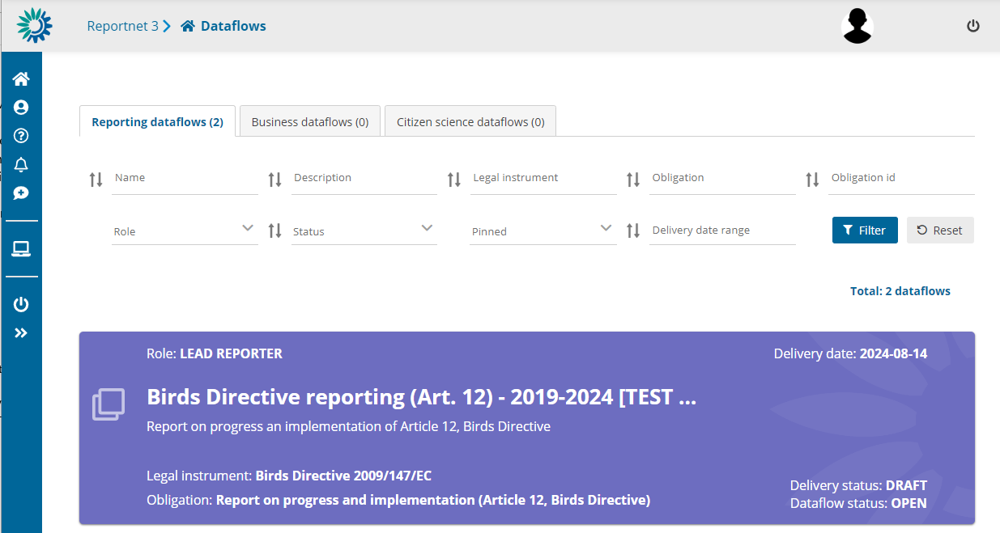 Reportnet 3 Dataflows
Reporting dataflows (2) Business dataflows (0) Citizen science dataflows (0)
Name Description Legal instrument Obligation Obligation id
Role Status Pinned Delivery date range Filter Reset
Total: 2 dataflows
Role: LEAD REPORTER Delivery date: 2024-08-14
Birds Directive reporting (Art. 12) - 2019-2024 [TEST ...
Report on progress an implementation of Article 12, Birds Directive
Legal instrument: Birds Directive 2009/147/EC
Obligation: Report on progress and implementation (Article 12, Birds Directive)
Delivery status: DRAFT
Dataflow status: OPEN